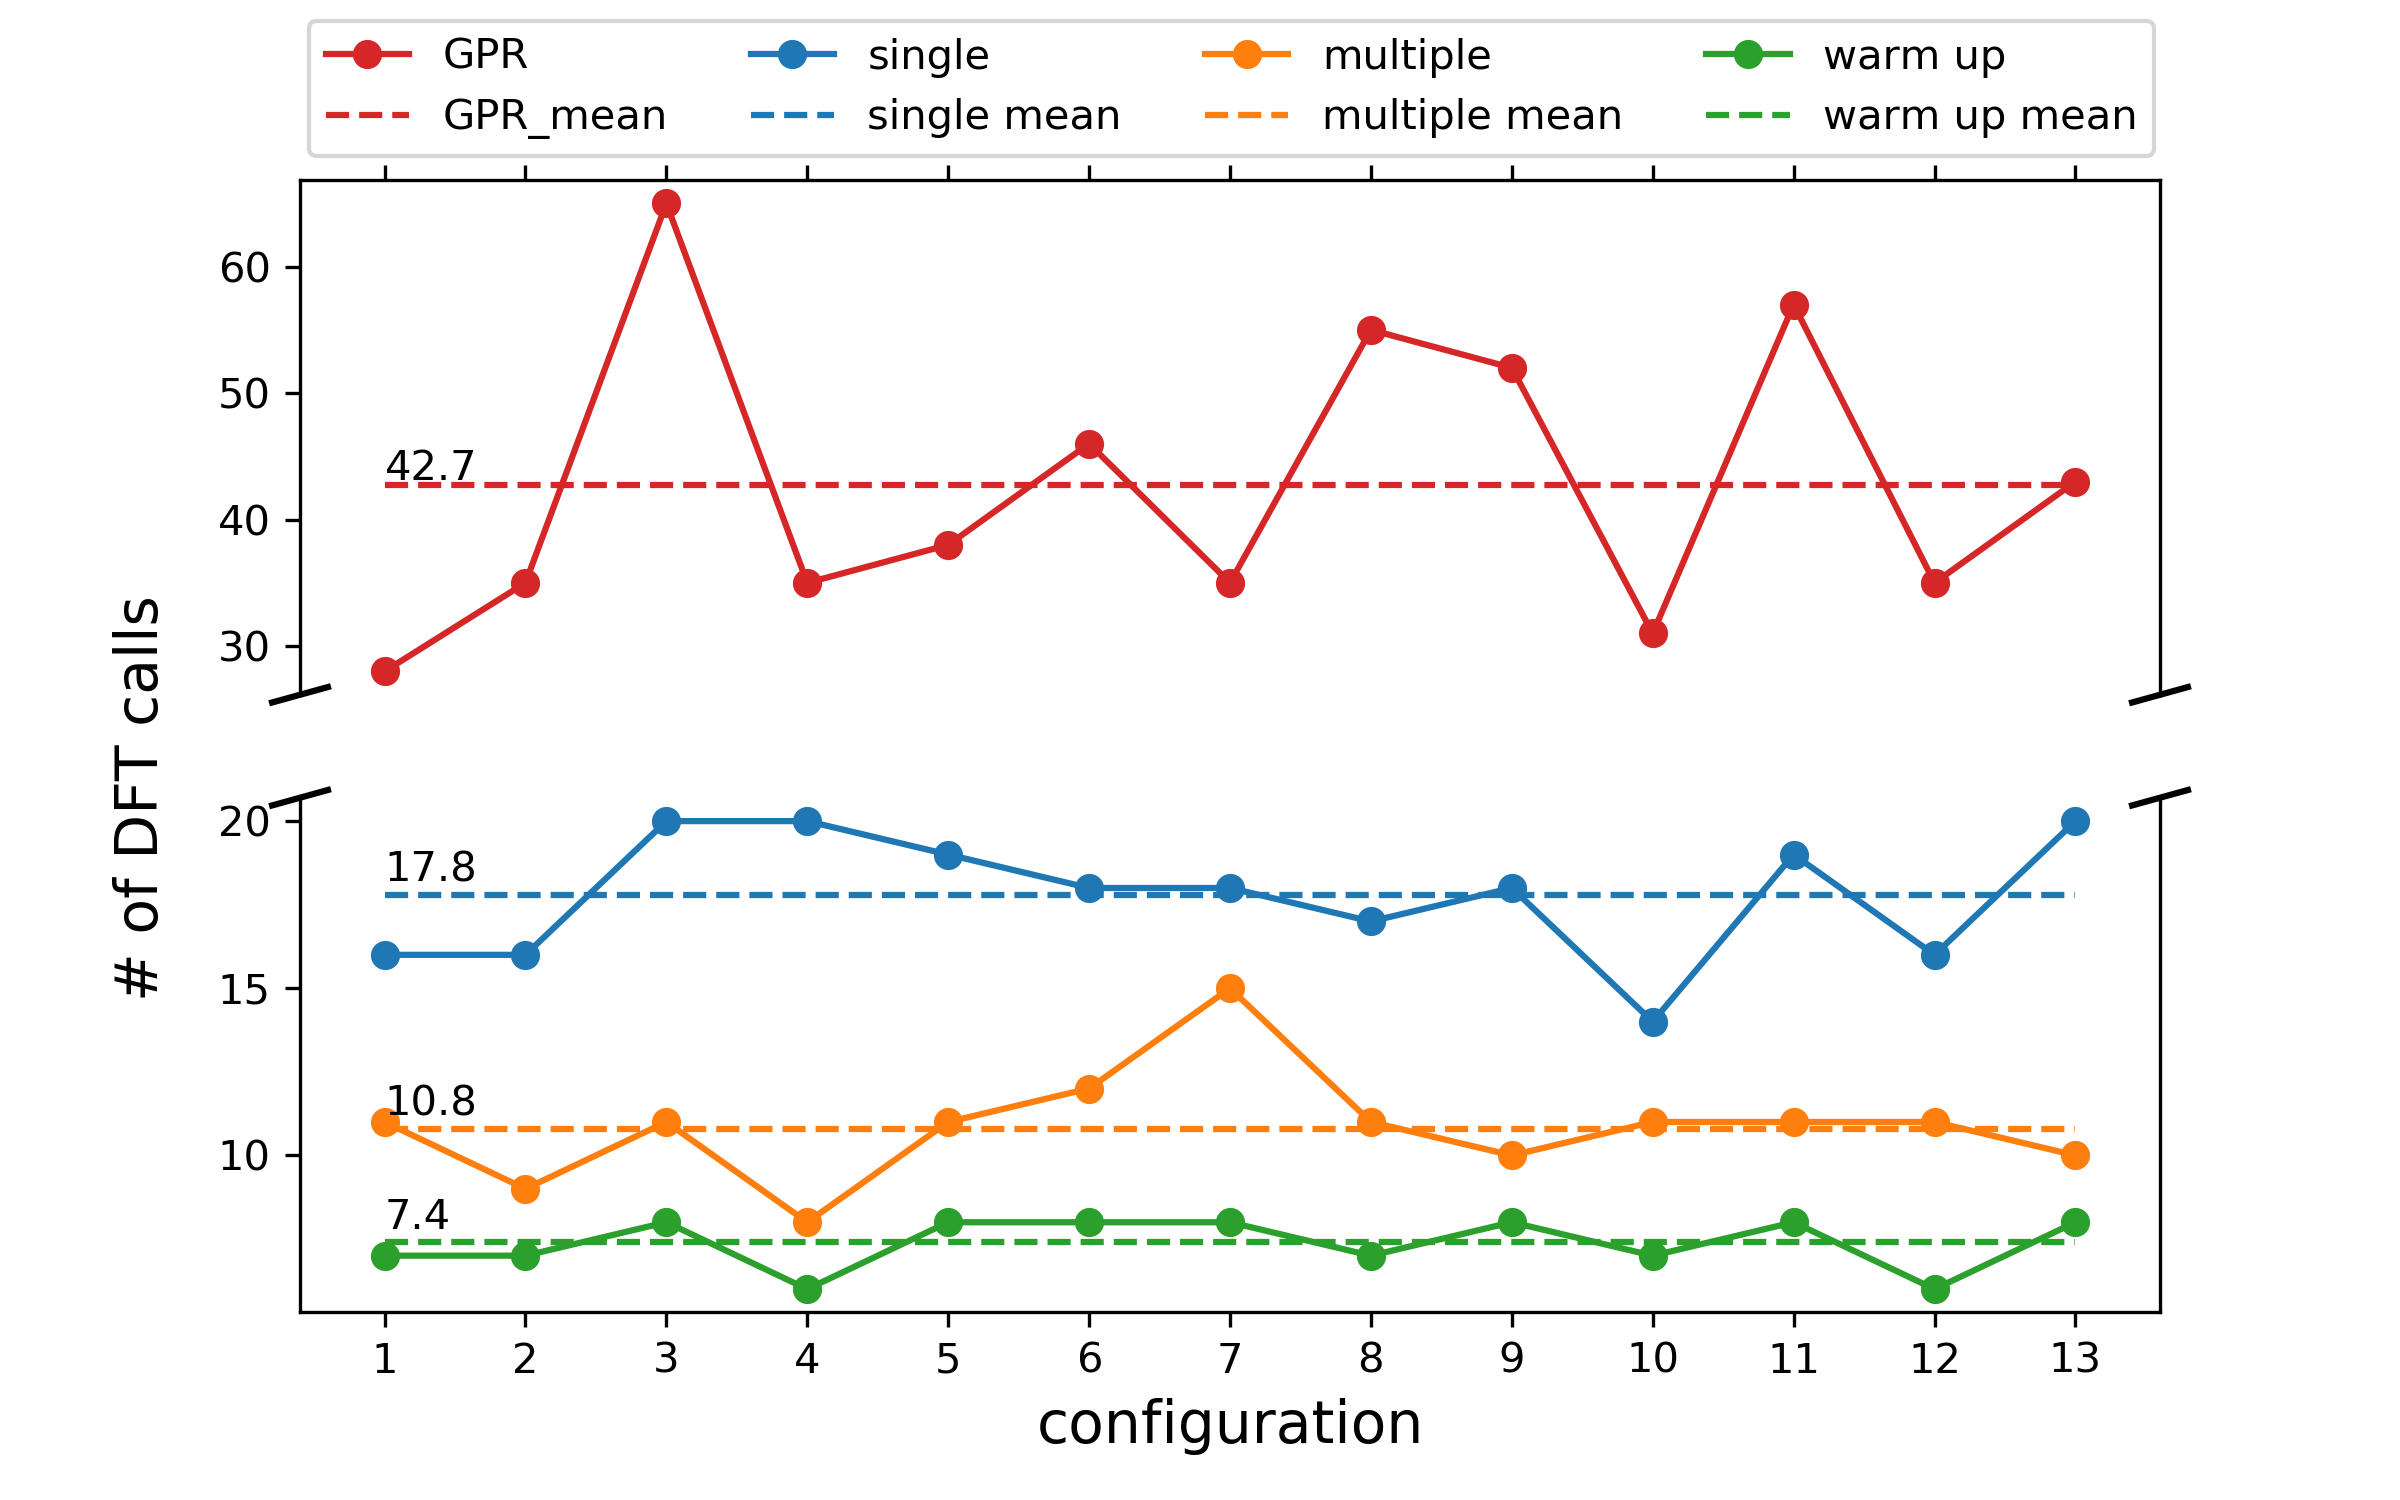 GPR single multiple warm up
GPR_mean single mean multiple mean warm up mean
60
50
42.7
40
30
# of DFT calls
20
17.8
15
10.8
10
7.4
1 2 3 4 5 6 7 8 9 10 11 12 13
configuration